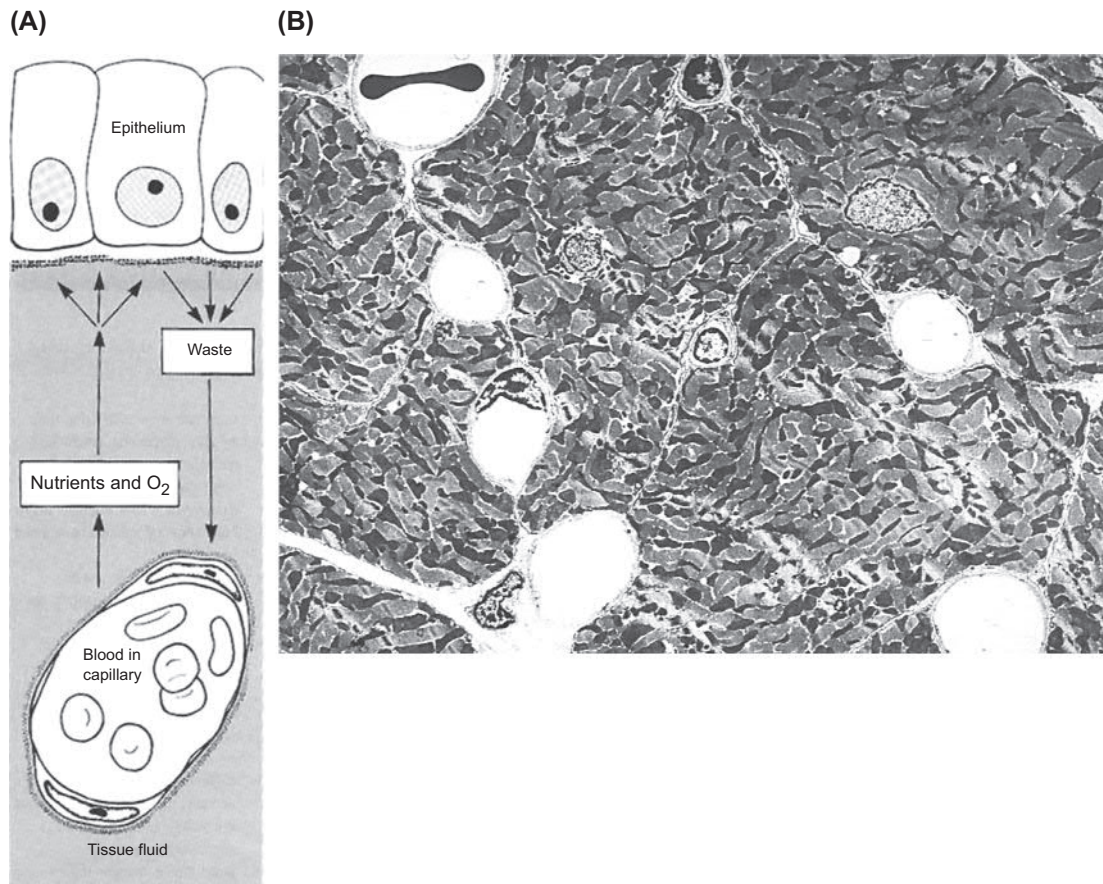 (A)
Epithelium
Waste
Nutrients and O₂
Blood in
capillary
Tissue fluid
(B)